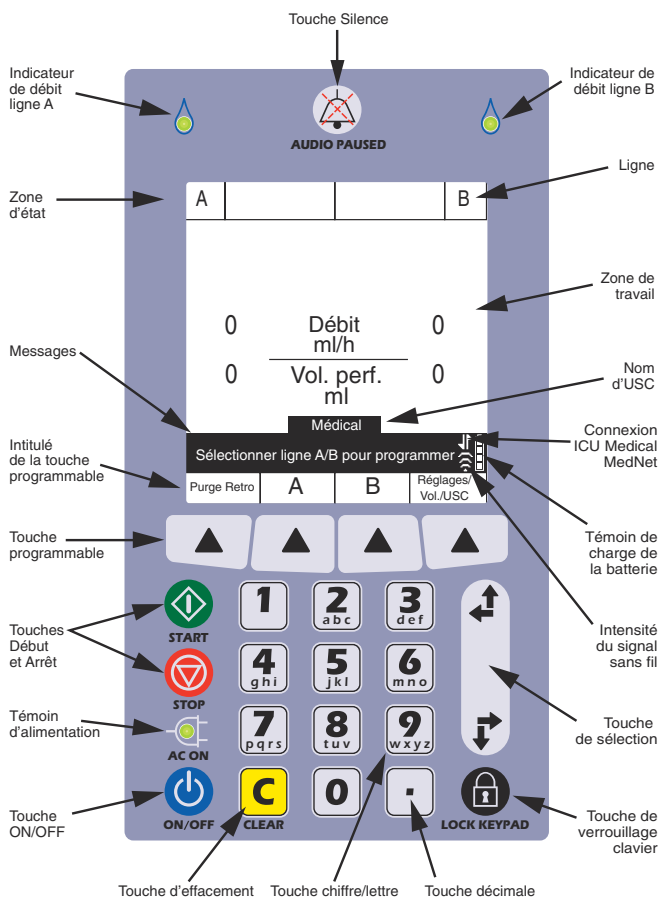 Touche Silence
Indicateur
de débit
ligne A
Indicateur de
débit ligne B
AUDIO PAUSED
Zone
d'état
Ligne
A
B
Zone de
travail
0 Débit 0
ml/h
0 Vol. perf. 0
ml
Messages
Nom
d'USC
Médical
Sélectionner ligne A/B pour programmer
Connexion
ICU Medical
MedNet
Intitulé
de la touche
programmable
Purge Retro
A
B
Réglages/
Vol./USC
Touche
programmable
Témoin de
charge de
la batterie
START
1
2
abc
3
def
Touches
Début
et Arrêt
Intensité
du signal
sans fil
STOP
4
ghi
5
jkl
6
mno
Témoin
d'alimentation
Touche
de sélection
AC ON
7
pqrs
8
tuv
9
wxyz
Touche
ON/OFF
ON/OFF
C
CLEAR
0
.
LOCK KEYPAD
Touche de
verrouillage
clavier
Touche d'effacement
Touche chiffre/lettre
Touche décimale